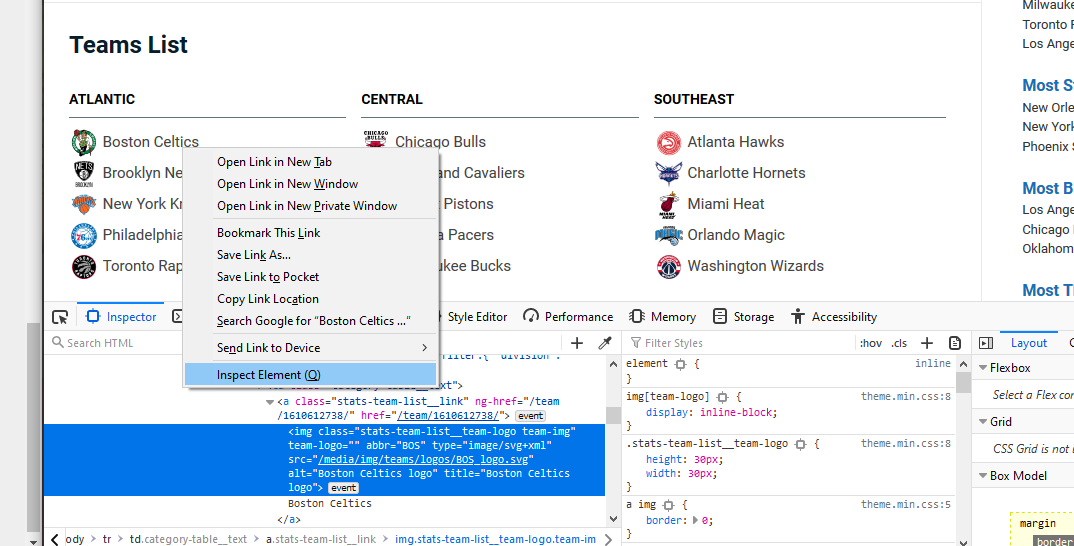 Milwauke
Toronto F
Los Ange
Teams List
ATLANTIC
CENTRAL
SOUTHEAST
Boston Celtics
CHICAGO
BULLS
Chicago Bulls
Atlanta Hawks
NETS
BROOKLYN
Brooklyn Ne
and Cavaliers
Charlotte Hornets
New York Kn
Pistons
Miami Heat
Philadelphia
a Pacers
Orlando Magic
Toronto Rap
ukee Bucks
Washington Wizards
Most S
New Orle
New York
Phoenix S
Most B
Los Ange
Chicago
Oklahom
Most T
Open Link in New Tab
Open Link in New Window
Open Link in New Private Window
Bookmark This Link
Save Link As...
Save Link to Pocket
Copy Link Location
Search Google for “Boston Celtics ...”
Send Link to Device
Inspect Element (Q)
Inspector
Style Editor
Performance
Memory
Storage
Accessibility
Search HTML
+
filter:{ 'division':
<a class="stats-team-list__link" ng-href="/team
/1610612738/" href="/team/1610612738/"> event
<img class="stats-team-list__team-logo team-img"
team-logo="" abbr="BOS" type="image/svg+xml"
src="/media/img/teams/logos/BOS_logo.svg"
alt="Boston Celtics logo" title="Boston Celtics
logo"> event
Boston Celtics
</a>
ody > tr > td.category-table__text > a.stats-team-list__link > img.stats-team-list__team-logo.team-im
Filter Styles
:hov .cls +
element { inline
}
img[team-logo] { theme.min.css:8
display: inline-block;
}
.stats-team-list__team-logo { theme.min.css:8
height: 30px;
width: 30px;
}
a img { theme.min.css:5
border: 0;
}
Layout
Flexbox
Select a Flex con
Grid
CSS Grid is not i
Box Model
margin
border